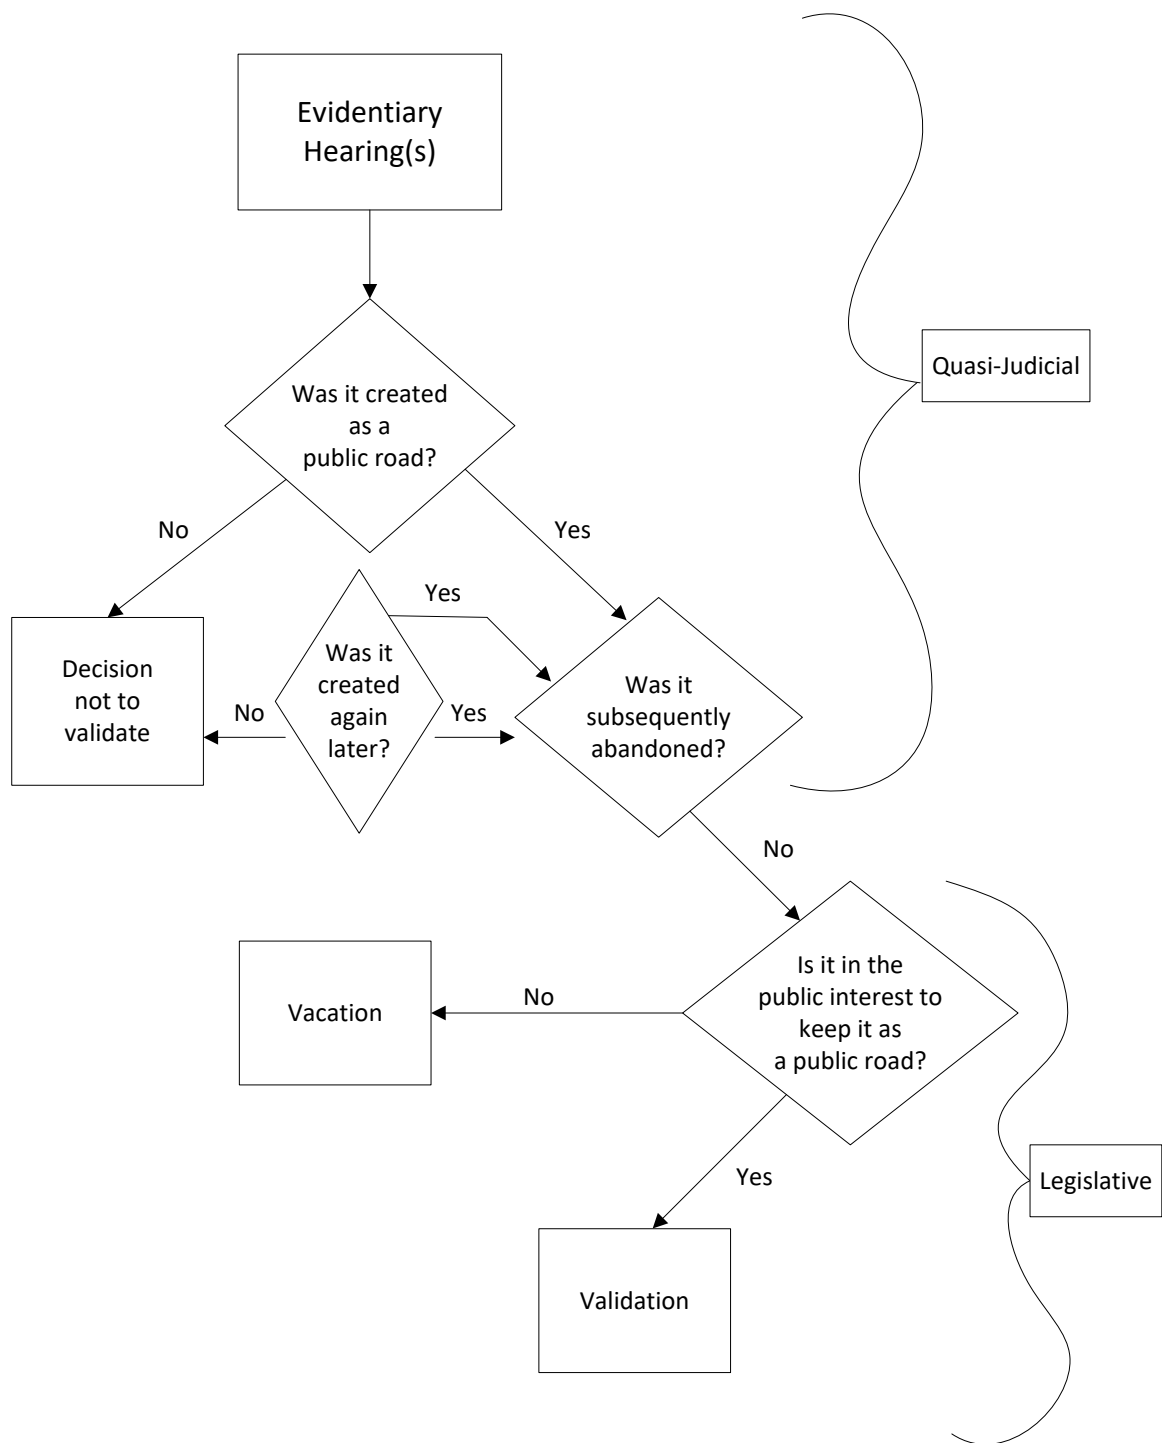 Evidentiary
Hearing(s)
Quasi-Judicial
Was it created
as a
public road?
No
Yes
Yes
Decision
not to
validate
No
Was it
created
again
later?
Yes
Was it
subsequently
abandoned?
No
Is it in the
public interest to
keep it as
a public road?
No
Vacation
Yes
Legislative
Validation